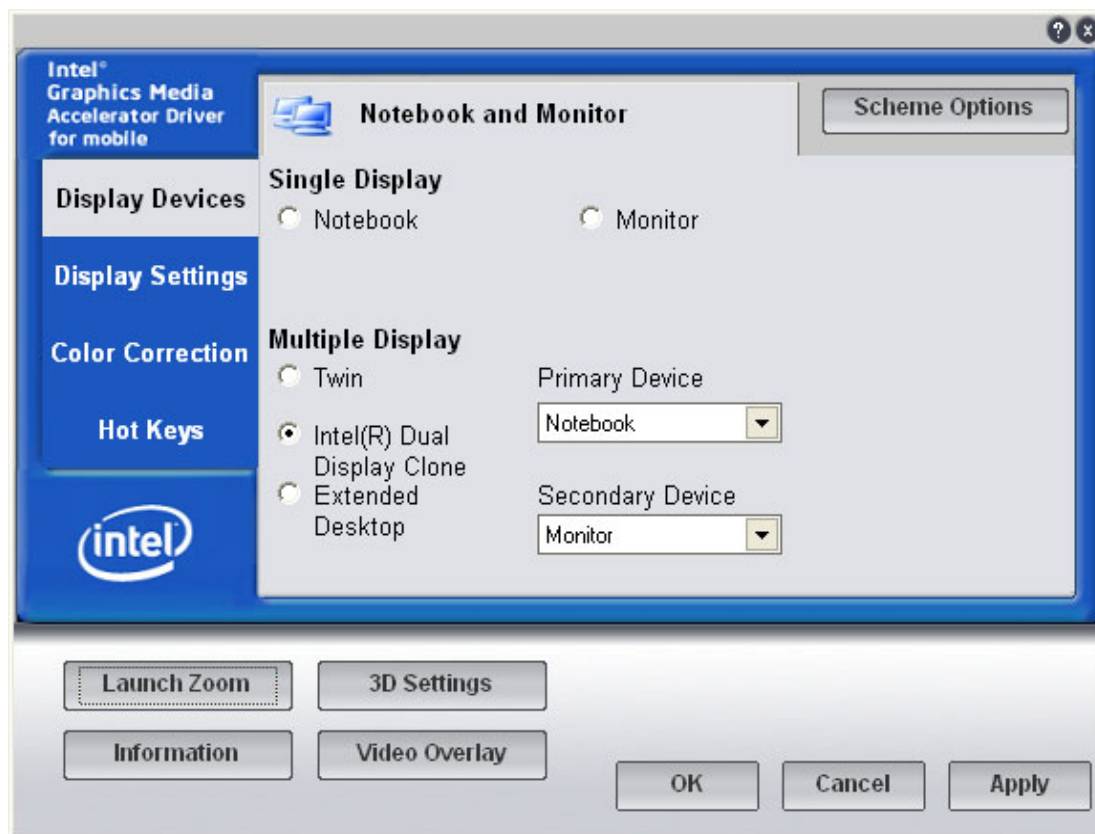 Intel®
Graphics Media
Accelerator Driver
for mobile
Notebook and Monitor
Scheme Options
Display Devices
Display Settings
Color Correction
Hot Keys
intel
Single Display
Notebook
Monitor
Multiple Display
Twin
Intel(R) Dual
Display Clone
Extended
Desktop
Primary Device
Notebook
Secondary Device
Monitor
Launch Zoom
3D Settings
Information
Video Overlay
OK
Cancel
Apply